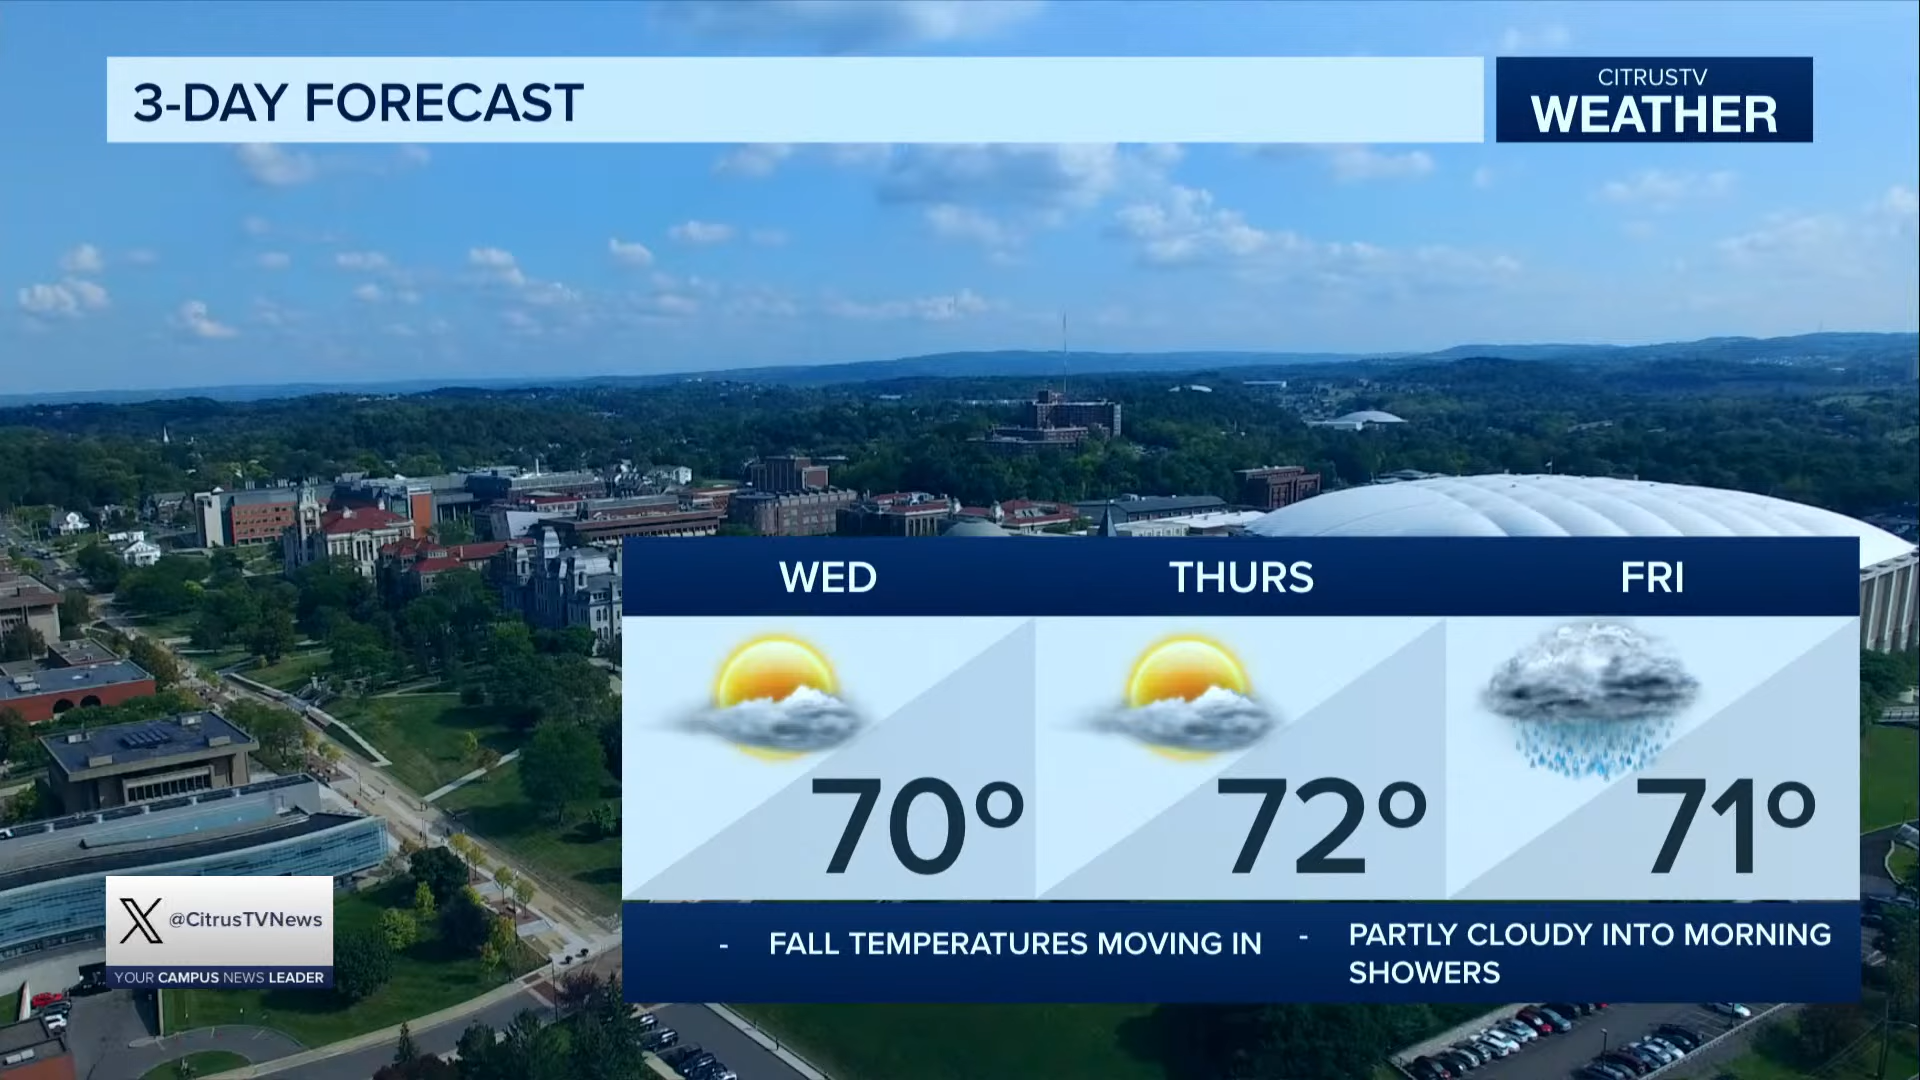 3-DAY FORECAST
CITRUSTV
WEATHER
WED
THURS
FRI
70°
72°
71°
- FALL TEMPERATURES MOVING IN
- PARTLY CLOUDY INTO MORNING
SHOWERS
X @CitrusTVNews
YOUR CAMPUS NEWS LEADER